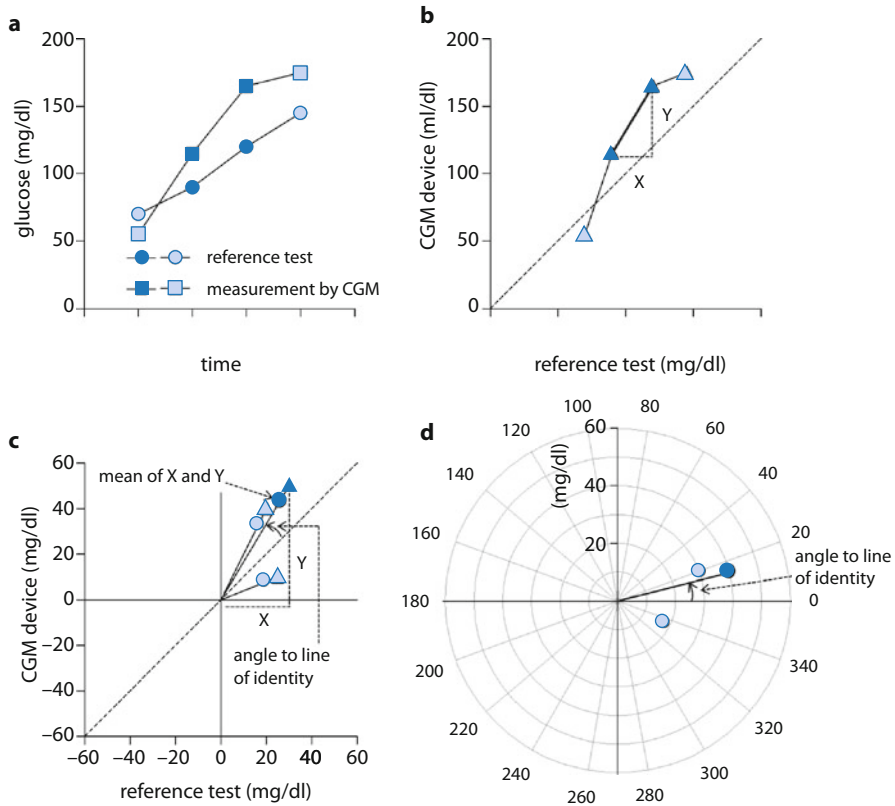 a
200
150
100
50
0
glucose (mg/dl)
reference test
measurement by CGM
time
b
200
150
100
50
0
CGM device (ml/dl)
Y
X
reference test (mg/dl)
c
60
40
20
0
−20
−40
−60
CGM device (mg/dl)
mean of X and Y
Y
X
angle to line
of identity
−60 −40 −20 0 20 40 60
reference test (mg/dl)
d
100 80
120 60
140 40
160 20
180 0
200 340
220 320
240 300
260 280
60
40
20
(mg/dl)
angle to line
of identity